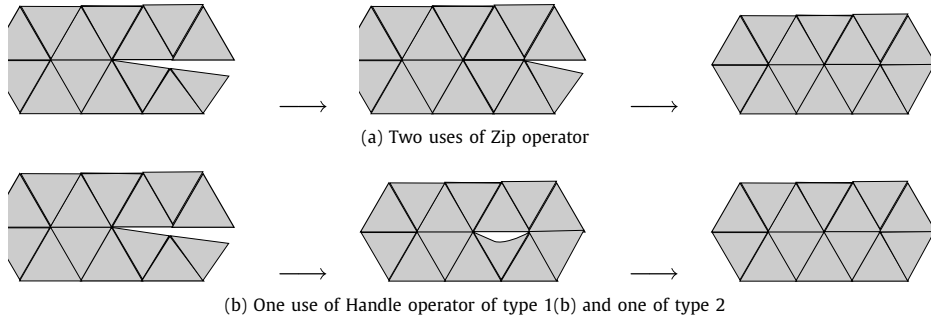 (a) Two uses of Zip operator
(b) One use of Handle operator of type 1(b) and one of type 2